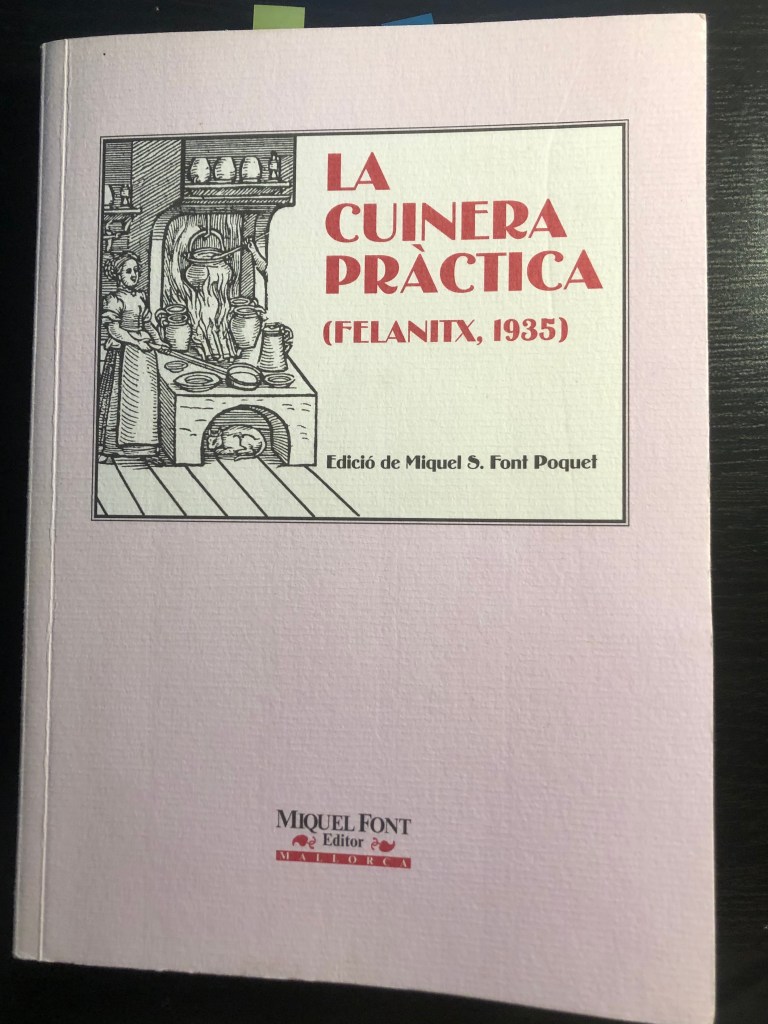 LA
CUINERA
PRÀCTICA
(FELANITX, 1935)
Edició de Miquel S. Font Poquet
MIQUEL FONT
Editor
MALLORCA